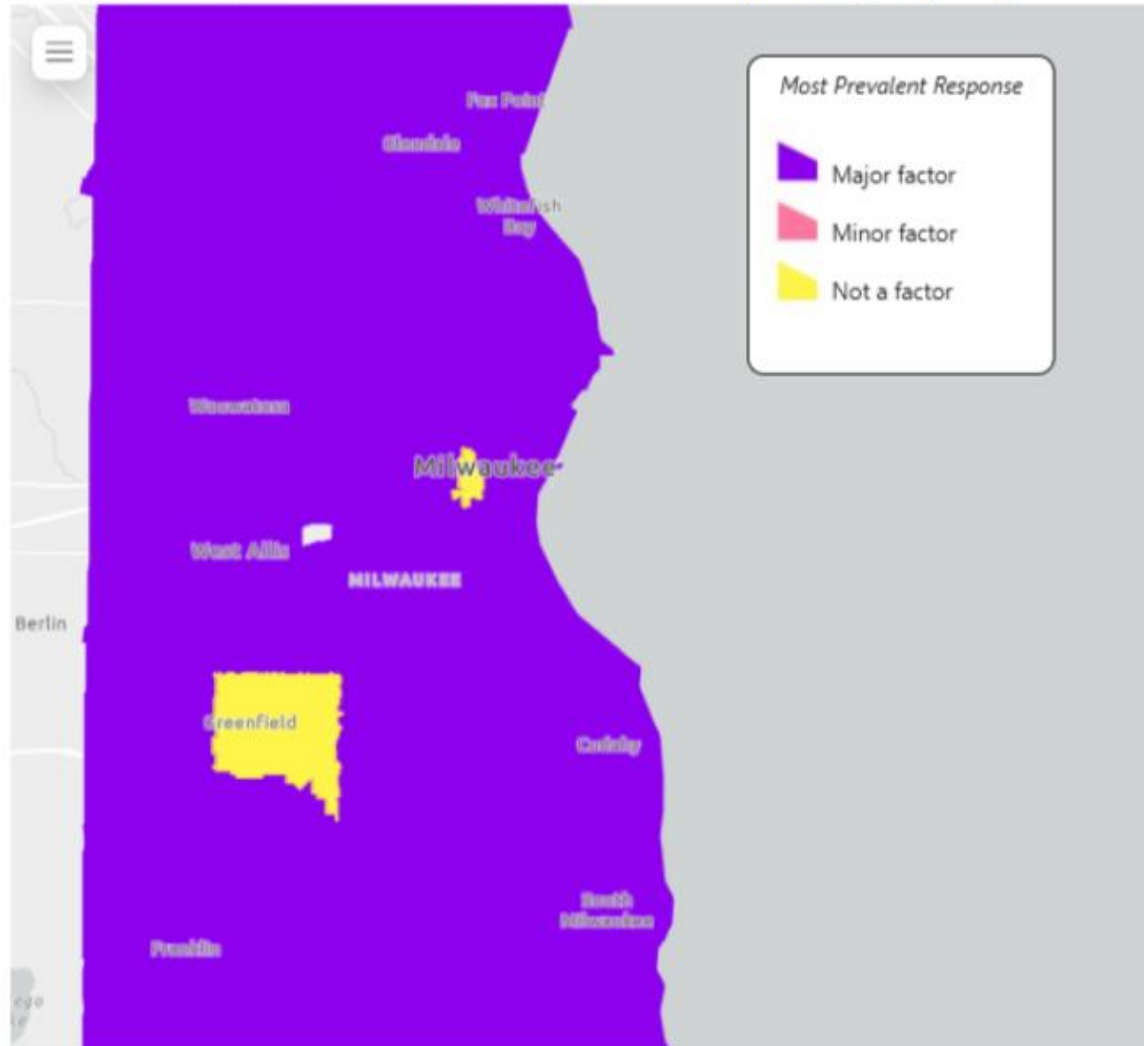 Most Prevalent Response
Major factor
Minor factor
Not a factor
Fox Point
Glendale
Whitefish
Bay
Wauwatosa
Milwaukee
West Allis
MILWAUKEE
Berlin
Greenfield
Cudahy
South
Milwaukee
Franklin
ego